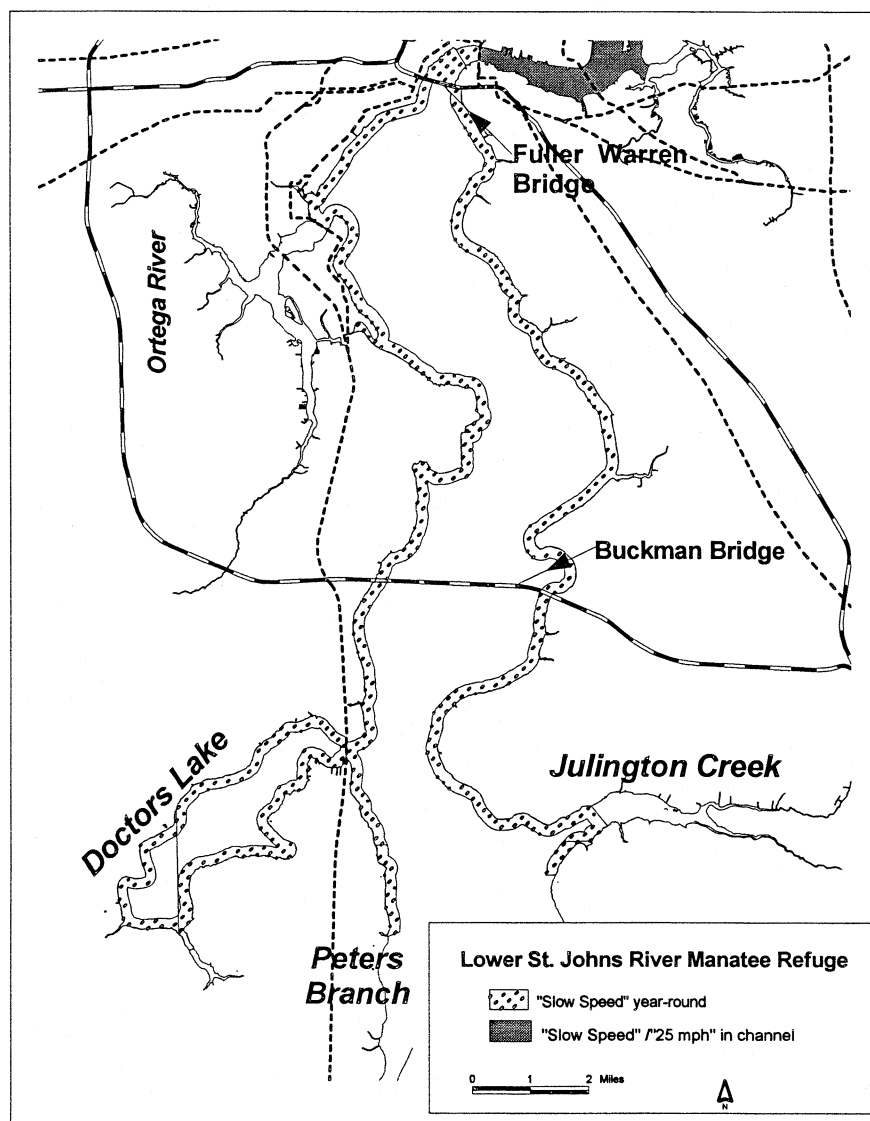 Fuller Warren
Bridge
Ortega River
Buckman Bridge
Doctors Lake
Julington Creek
Peters
Branch
Lower St. Johns River Manatee Refuge
"Slow Speed" year-round
"Slow Speed" /"25 mph" in channel
0 1 2 Miles
N